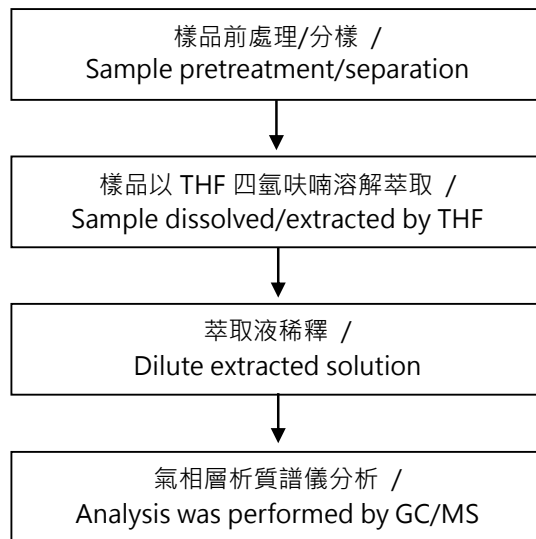 樣品前處理/分樣 /
Sample pretreatment/separation
樣品以 THF 四氫呋喃溶解萃取 /
Sample dissolved/extracted by THF
萃取液稀釋 /
Dilute extracted solution
氣相層析質譜儀分析 /
Analysis was performed by GC/MS